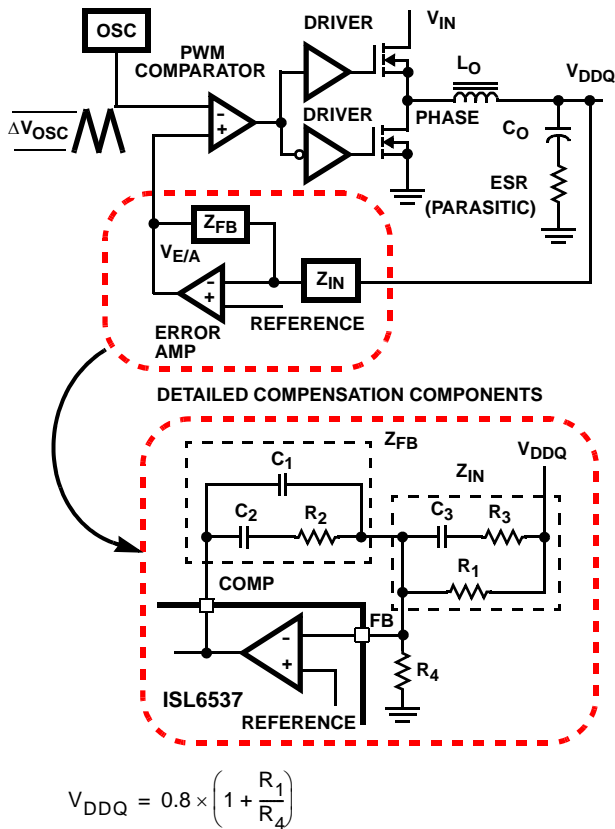 OSC
DRIVER
V_IN
PWM
COMPARATOR
L_O
V_DDQ
DRIVER
PHASE
C_O
ΔV_OSC
-
+
ESR
(PARASITIC)
Z_FB
V_E/A
Z_IN
-
+
REFERENCE
ERROR
AMP
DETAILED COMPENSATION COMPONENTS
Z_FB
V_DDQ
C_1
Z_IN
C_2
R_2
C_3
R_3
R_1
COMP
FB
-
+
R_4
ISL6537
REFERENCE
V_DDQ = 0.8 × (1 + R_1/R_4)